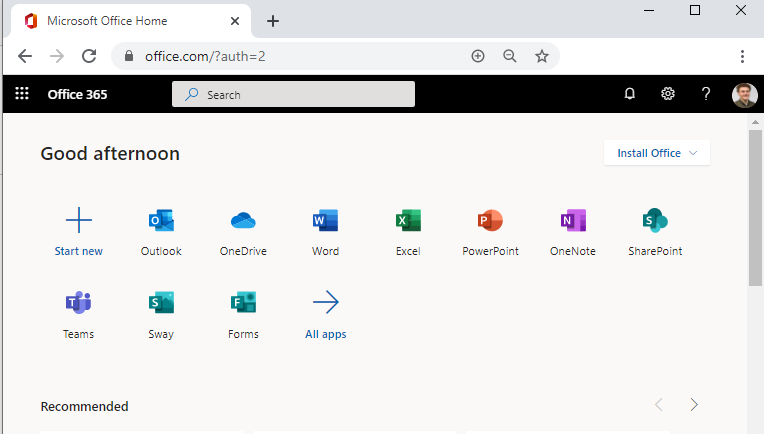 Microsoft Office Home
office.com/?auth=2
Office 365
Search
?
Good afternoon
Install Office
Start new
Outlook
OneDrive
Word
Excel
PowerPoint
OneNote
SharePoint
Teams
Sway
Forms
All apps
Recommended